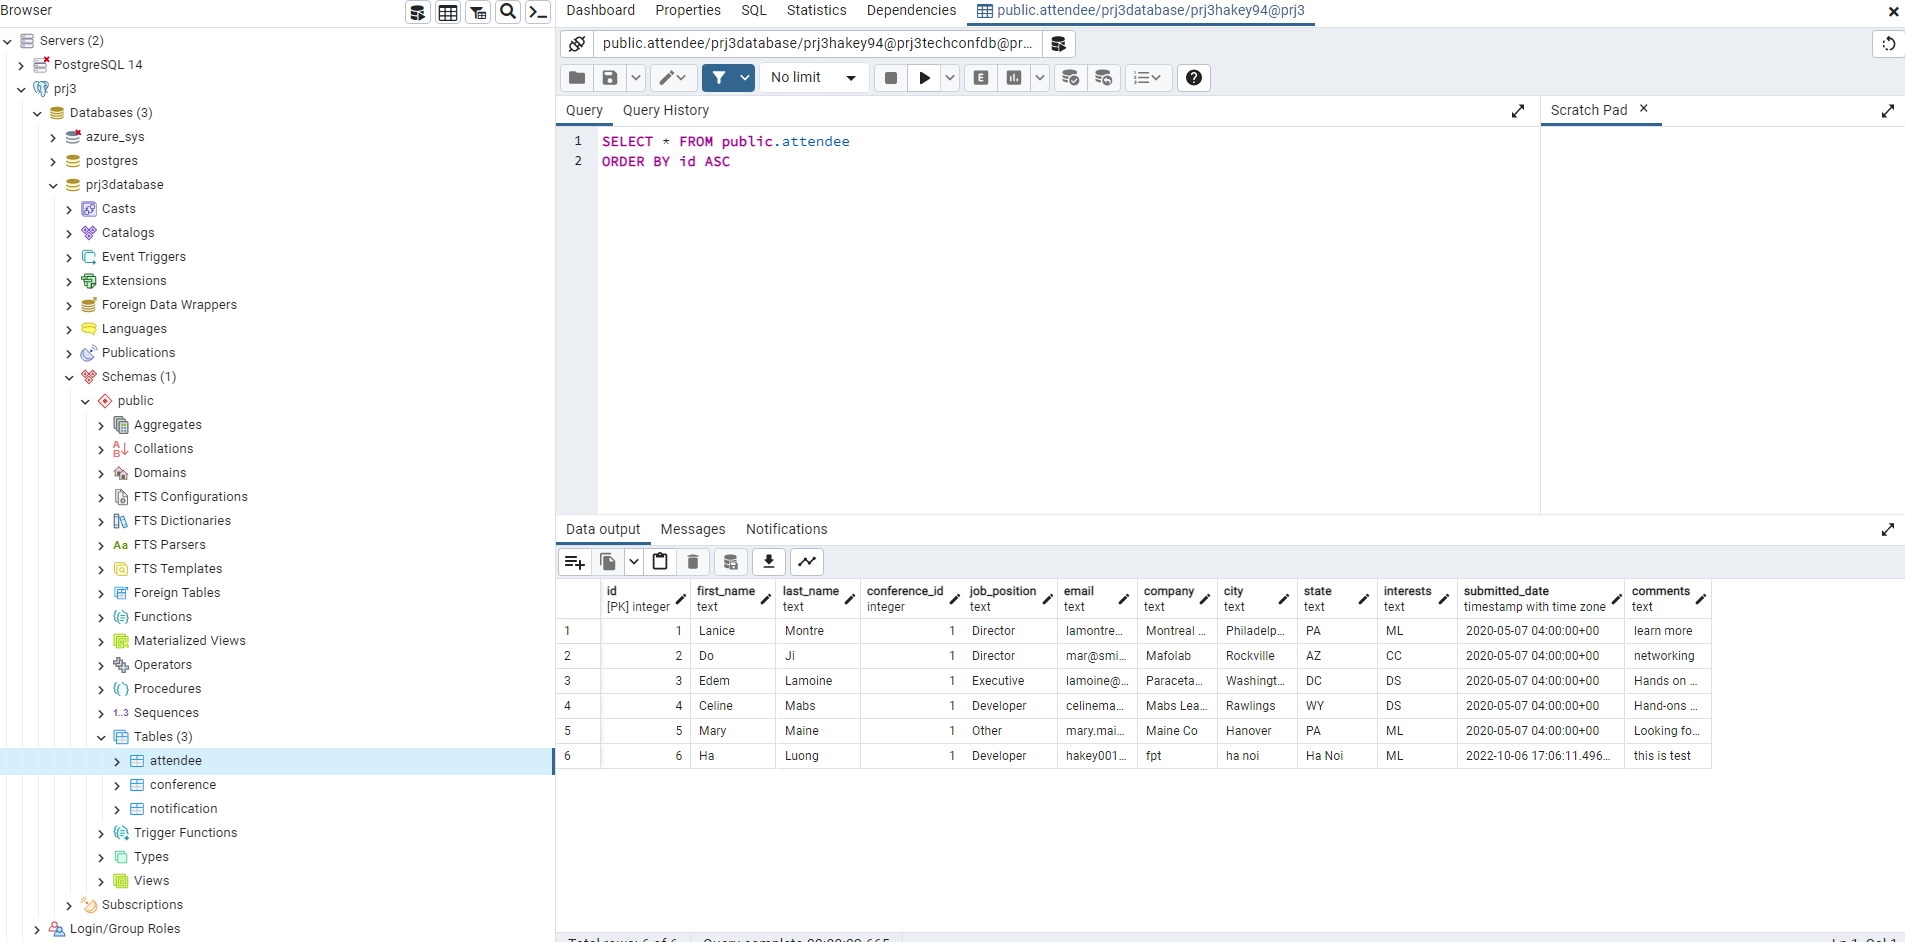 Browser
Dashboard Properties SQL Statistics Dependencies public.attendee/prj3database/prj3hakey94@prj3
public.attendee/prj3database/prj3hakey94@prj3techconfdb@pr...
No limit
E
Query Query History
Scratch Pad
1 SELECT * FROM public.attendee
2 ORDER BY id ASC
Servers (2)
PostgreSQL 14
prj3
Databases (3)
azure_sys
postgres
prj3database
Casts
Catalogs
Event Triggers
Extensions
Foreign Data Wrappers
Languages
Publications
Schemas (1)
public
Aggregates
Collations
Domains
FTS Configurations
FTS Dictionaries
Aa FTS Parsers
FTS Templates
Foreign Tables
Functions
Materialized Views
Operators
Procedures
1..3 Sequences
Tables (3)
attendee
conference
notification
Trigger Functions
Types
Views
Subscriptions
Login/Group Roles
Data output Messages Notifications
id first_name last_name conference_id job_position email company city state interests submitted_date comments
[PK] integer text text integer text text text text text text timestamp with time zone text
1 1 Lanice Montre 1 Director lamontre... Montreal ... Philadelp... PA ML 2020-05-07 04:00:00+00 learn more
2 2 Do Ji 1 Director mar@smi... Mafolab Rockville AZ CC 2020-05-07 04:00:00+00 networking
3 3 Edem Lamoine 1 Executive lamoine@... Paraceta... Washingt... DC DS 2020-05-07 04:00:00+00 Hands on ...
4 4 Celine Mabs 1 Developer celinema... Mabs Lea... Rawlings WY DS 2020-05-07 04:00:00+00 Hand-ons ...
5 5 Mary Maine 1 Other mary.mai... Maine Co Hanover PA ML 2020-05-07 04:00:00+00 Looking fo...
6 6 Ha Luong 1 Developer hakey001... fpt ha noi Ha Noi ML 2022-10-06 17:06:11.496... this is test